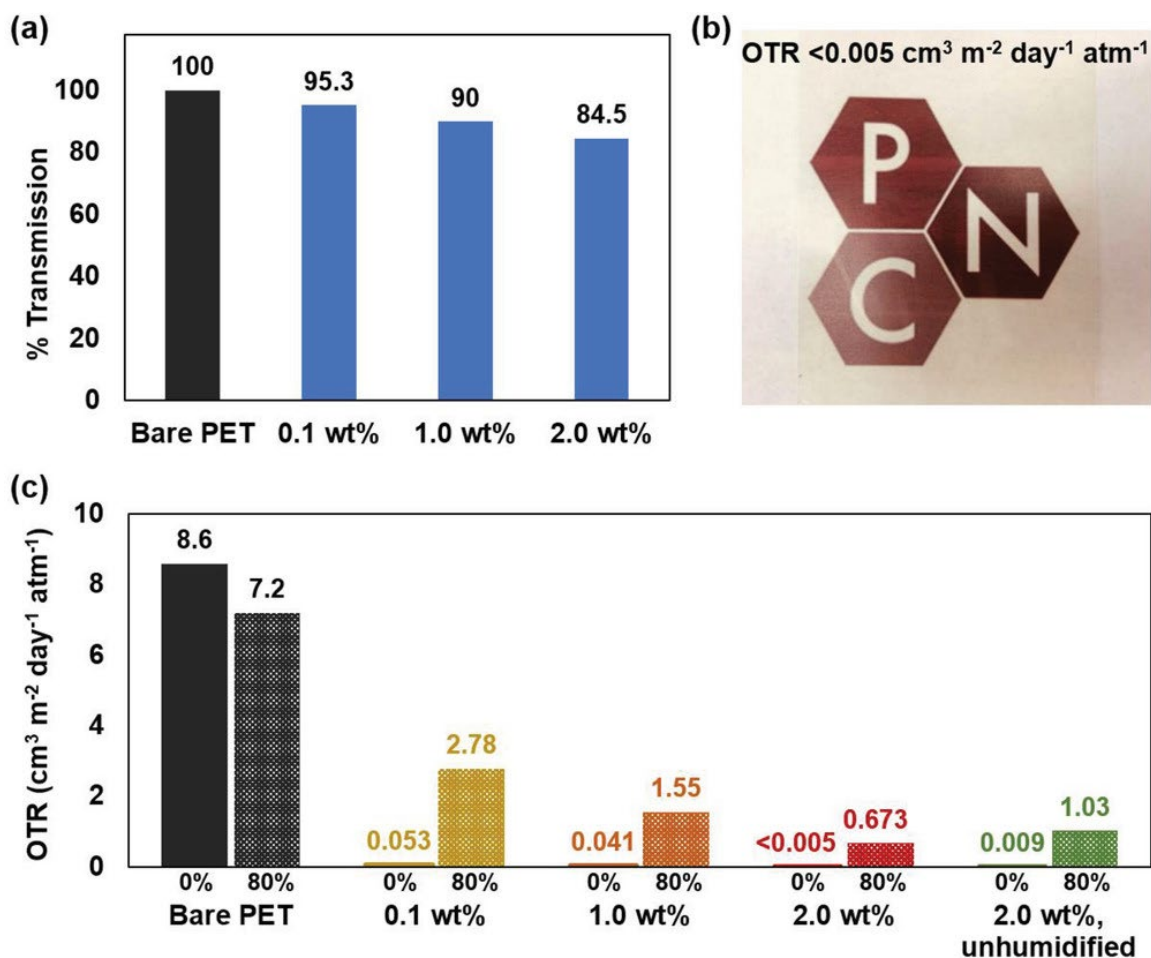 (a)
% Transmission
100
80
60
40
20
0
100
95.3
90
84.5
Bare PET 0.1 wt% 1.0 wt% 2.0 wt%
(b)
OTR <0.005 cm³ m⁻² day⁻¹ atm⁻¹
P
N
C
(c)
OTR (cm³ m⁻² day⁻¹ atm⁻¹)
10
8
6
4
2
0
8.6
7.2
0.053
2.78
0.041
1.55
<0.005
0.673
0.009
1.03
0% 80% 0% 80% 0% 80% 0% 80% 0% 80%
Bare PET 0.1 wt% 1.0 wt% 2.0 wt% 2.0 wt%,
unhumidified